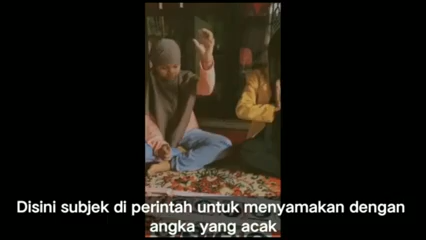 Disini subjek di perintah untuk menyamakan dengan
angka yang acak